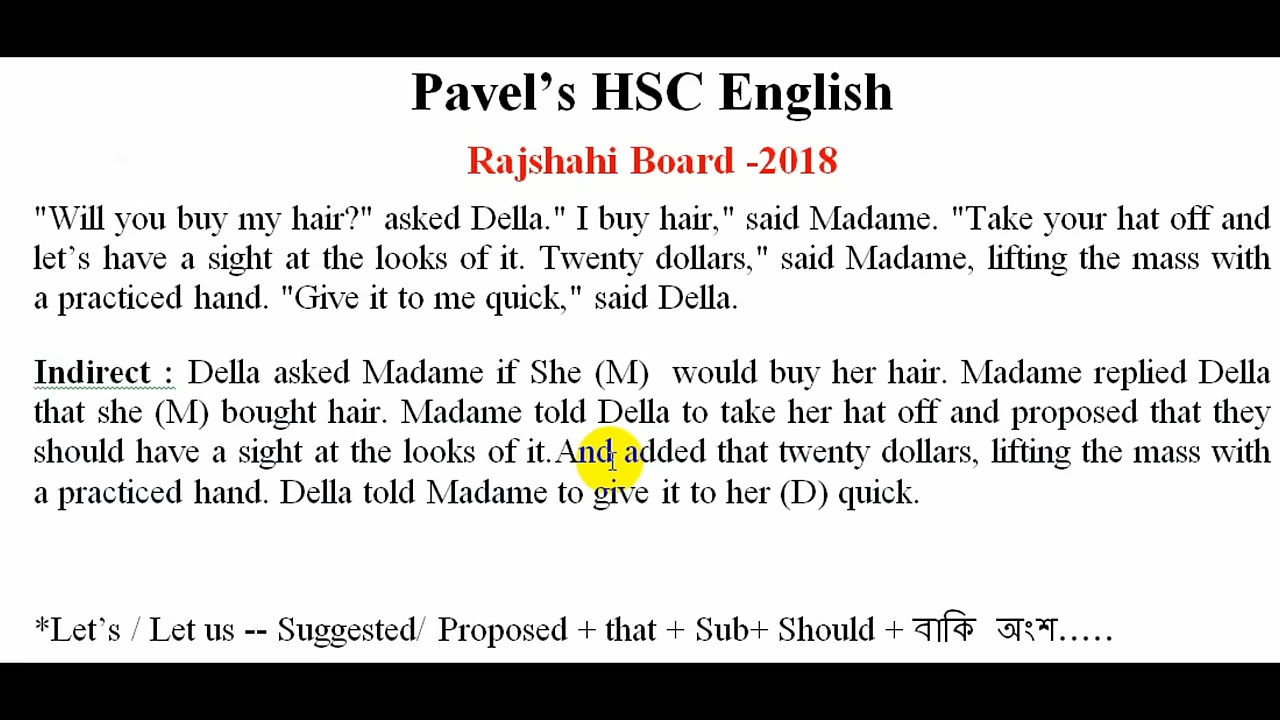 Pavel’s HSC English
Rajshahi Board -2018
"Will you buy my hair?" asked Della." I buy hair," said Madame. "Take your hat off and
let’s have a sight at the looks of it. Twenty dollars," said Madame, lifting the mass with
a practiced hand. "Give it to me quick," said Della.
Indirect : Della asked Madame if She (M) would buy her hair. Madame replied Della
that she (M) bought hair. Madame told Della to take her hat off and proposed that they
should have a sight at the looks of it.And added that twenty dollars, lifting the mass with
a practiced hand. Della told Madame to give it to her (D) quick.
*Let’s / Let us -- Suggested/ Proposed + that + Sub+ Should + বাকি অংশ.....